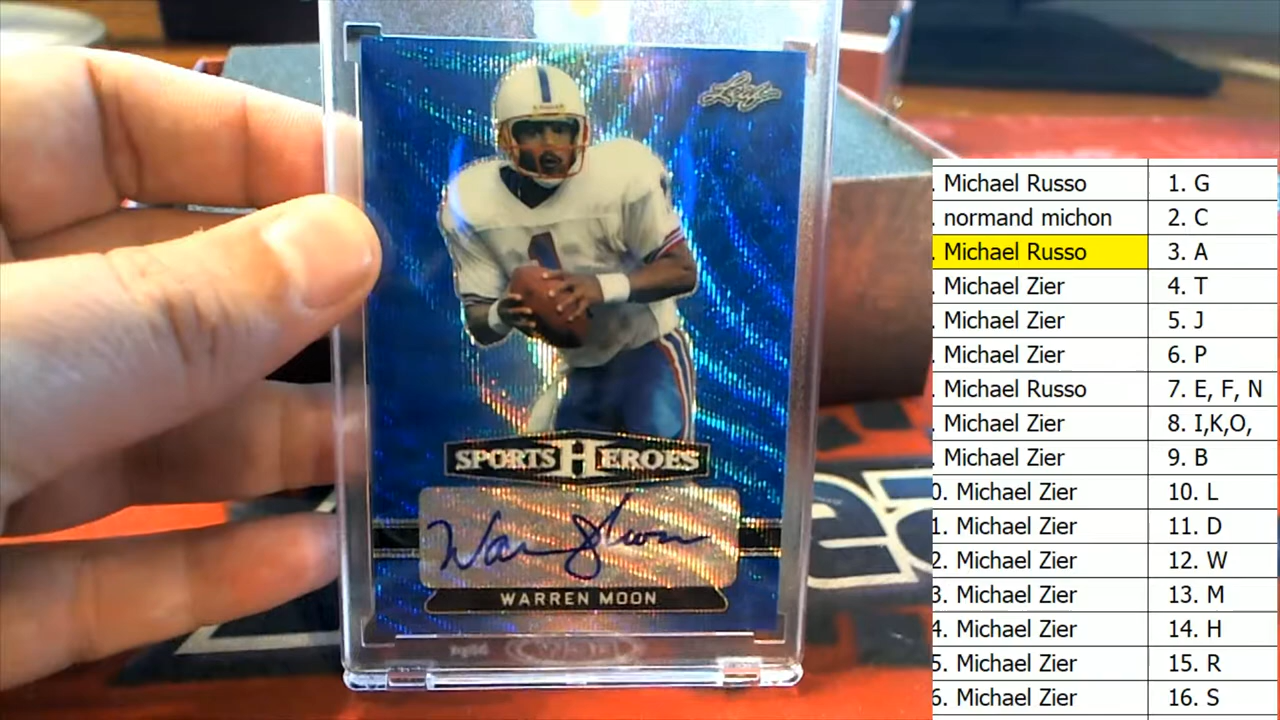 Leaf
SPORTS HEROES
Warren Moon
WARREN MOON
. Michael Russo 1. G
. normand michon 2. C
. Michael Russo 3. A
. Michael Zier 4. T
. Michael Zier 5. J
. Michael Zier 6. P
. Michael Russo 7. E, F, N
. Michael Zier 8. I,K,O,
. Michael Zier 9. B
0. Michael Zier 10. L
1. Michael Zier 11. D
2. Michael Zier 12. W
3. Michael Zier 13. M
4. Michael Zier 14. H
5. Michael Zier 15. R
6. Michael Zier 16. S